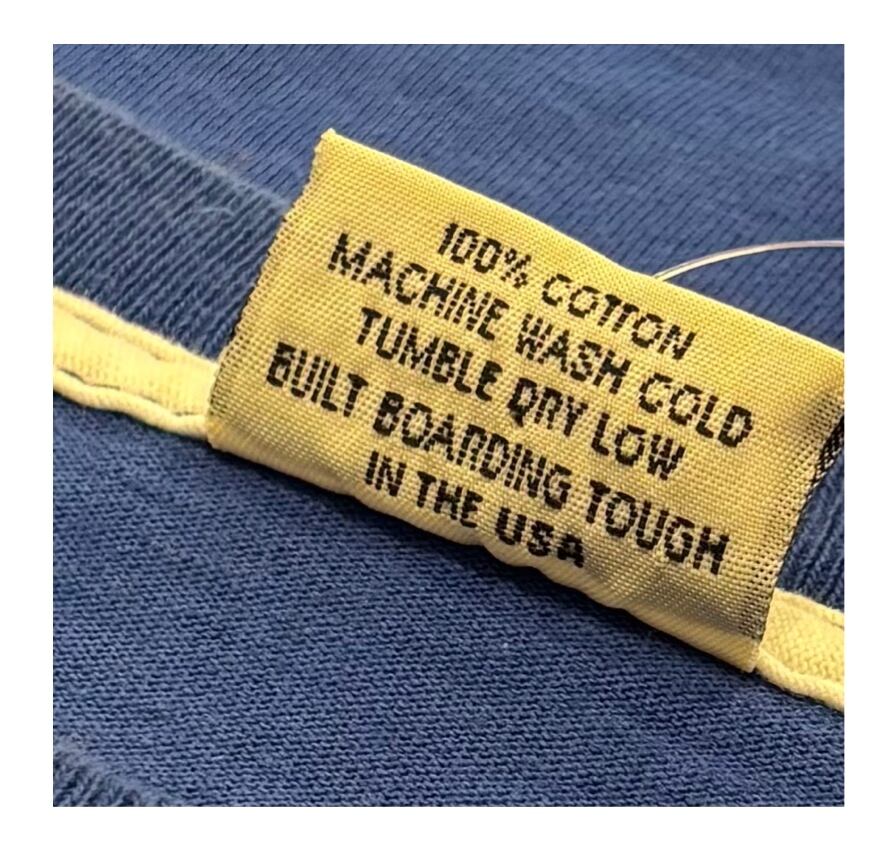 100% COTTON
MACHINE WASH COLD
TUMBLE DRY LOW
BUILT BOARDING TOUGH
IN THE USA